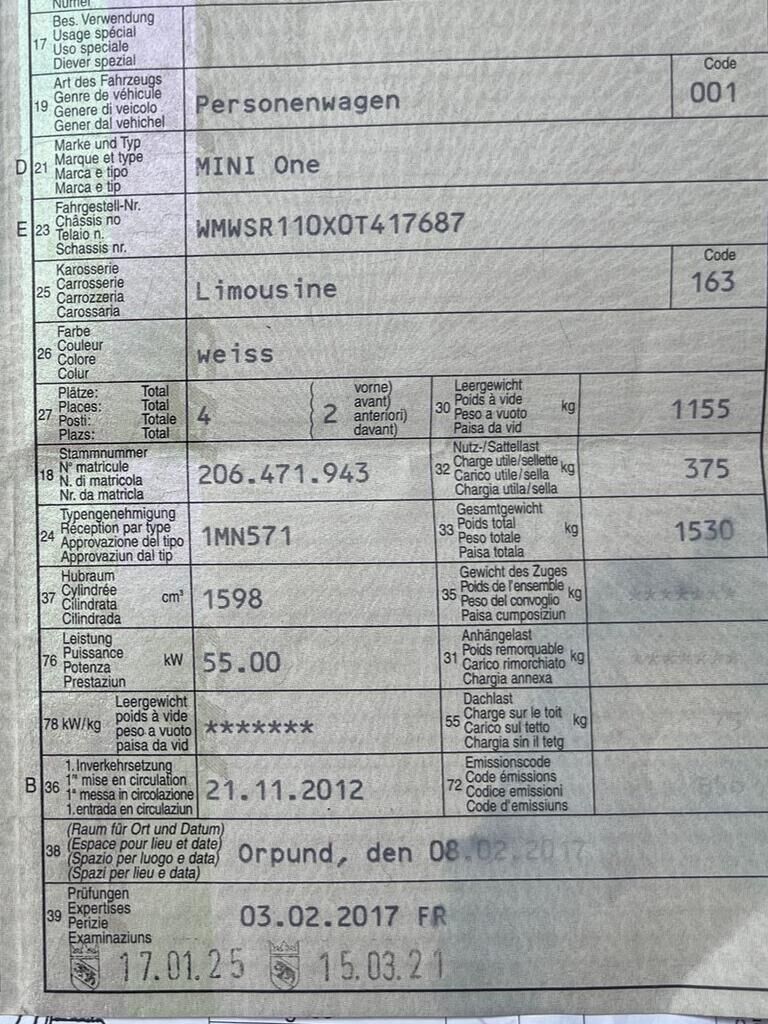 Numer
17
Bes. Verwendung
Usage spécial
Uso speciale
Diever spezial
19
Art des Fahrzeugs
Genre de véhicule
Genere di veicolo
Gener dal vehichel
Personenwagen
Code
001
D 21
Marke und Typ
Marque et type
Marca e tipo
Marca e tip
MINI One
E 23
Fahrgestell-Nr.
Châssis no
Telaio n.
Schassis nr.
WMWSR110X0T417687
25
Karosserie
Carrosserie
Carrozzeria
Carossaria
Limousine
Code
163
26
Farbe
Couleur
Colore
Colur
weiss
27
Plätze: Total
Places: Total
Posti: Totale
Plazs: Total
4
( vorne)
( avant)
2
( anteriori)
( davant)
30
Leergewicht
Poids à vide
Peso a vuoto
Paisa da vid
kg
1155
18
Stammnummer
N° matricule
N. di matricola
Nr. da matricla
206.471.943
32
Nutz-/Sattellast
Charge utile/sellette
Carico utile/sella
Chargia utila/sella
kg
375
24
Typengenehmigung
Réception par type
Approvazione del tipo
Approvaziun dal tip
1MN571
33
Gesamtgewicht
Poids total
Peso totale
Paisa totala
kg
1530
37
Hubraum
Cylindrée
Cilindrata
Cilindrada
cm³
1598
35
Gewicht des Zuges
Poids de l'ensemble
Peso del convoglio
Paisa cumposiziun
kg
*******
76
Leistung
Puissance
Potenza
Prestaziun
kW
55.00
31
Anhängelast
Poids remorquable
Carico rimorchiato
Chargia annexa
kg
*******
78 kW/kg
Leergewicht
poids à vide
peso a vuoto
paisa da vid
*******
55
Dachlast
Charge sur le toit
Carico sul tetto
Chargia sin il tetg
kg
75
B 36
1. Inverkehrsetzung
1re mise en circulation
1a messa in circolazione
1. entrada en circulaziun
21.11.2012
72
Emissionscode
Code émissions
Codice emissioni
Code d'emissiuns
38
(Raum für Ort und Datum)
(Espace pour lieu et date)
(Spazio per luogo e data)
(Spazi per lieu e data)
Orpund, den 08.02.2017
39
Prüfungen
Expertises
Perizie
Examinaziuns
03.02.2017 FR
17.01.25 15.03.21